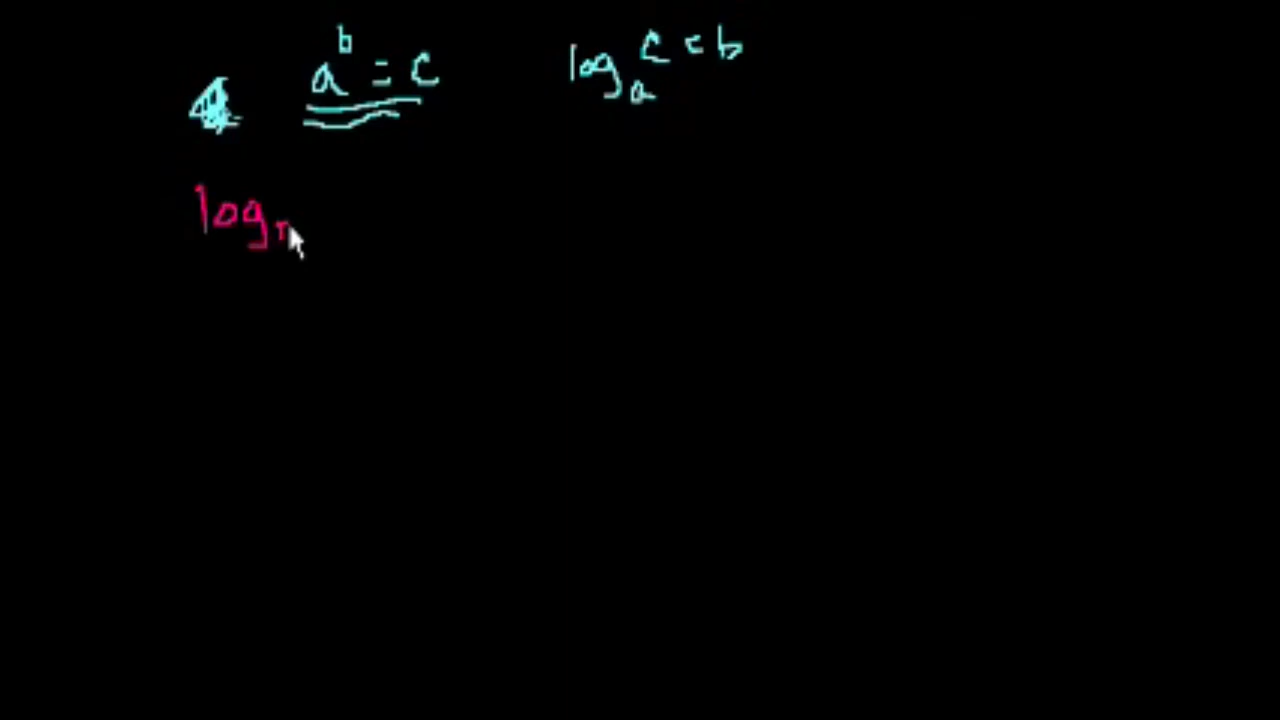 a^b = c    log_a c = b
log